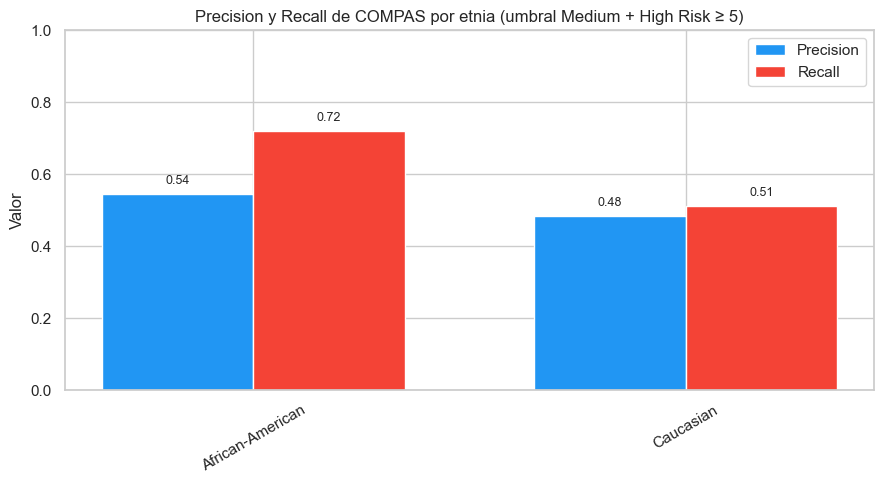 Precision y Recall de COMPAS por etnia (umbral Medium + High Risk ≥ 5)
Precision
Recall
Valor
1.0
0.8
0.6
0.4
0.2
0.0
0.54
0.72
0.48
0.51
African-American
Caucasian